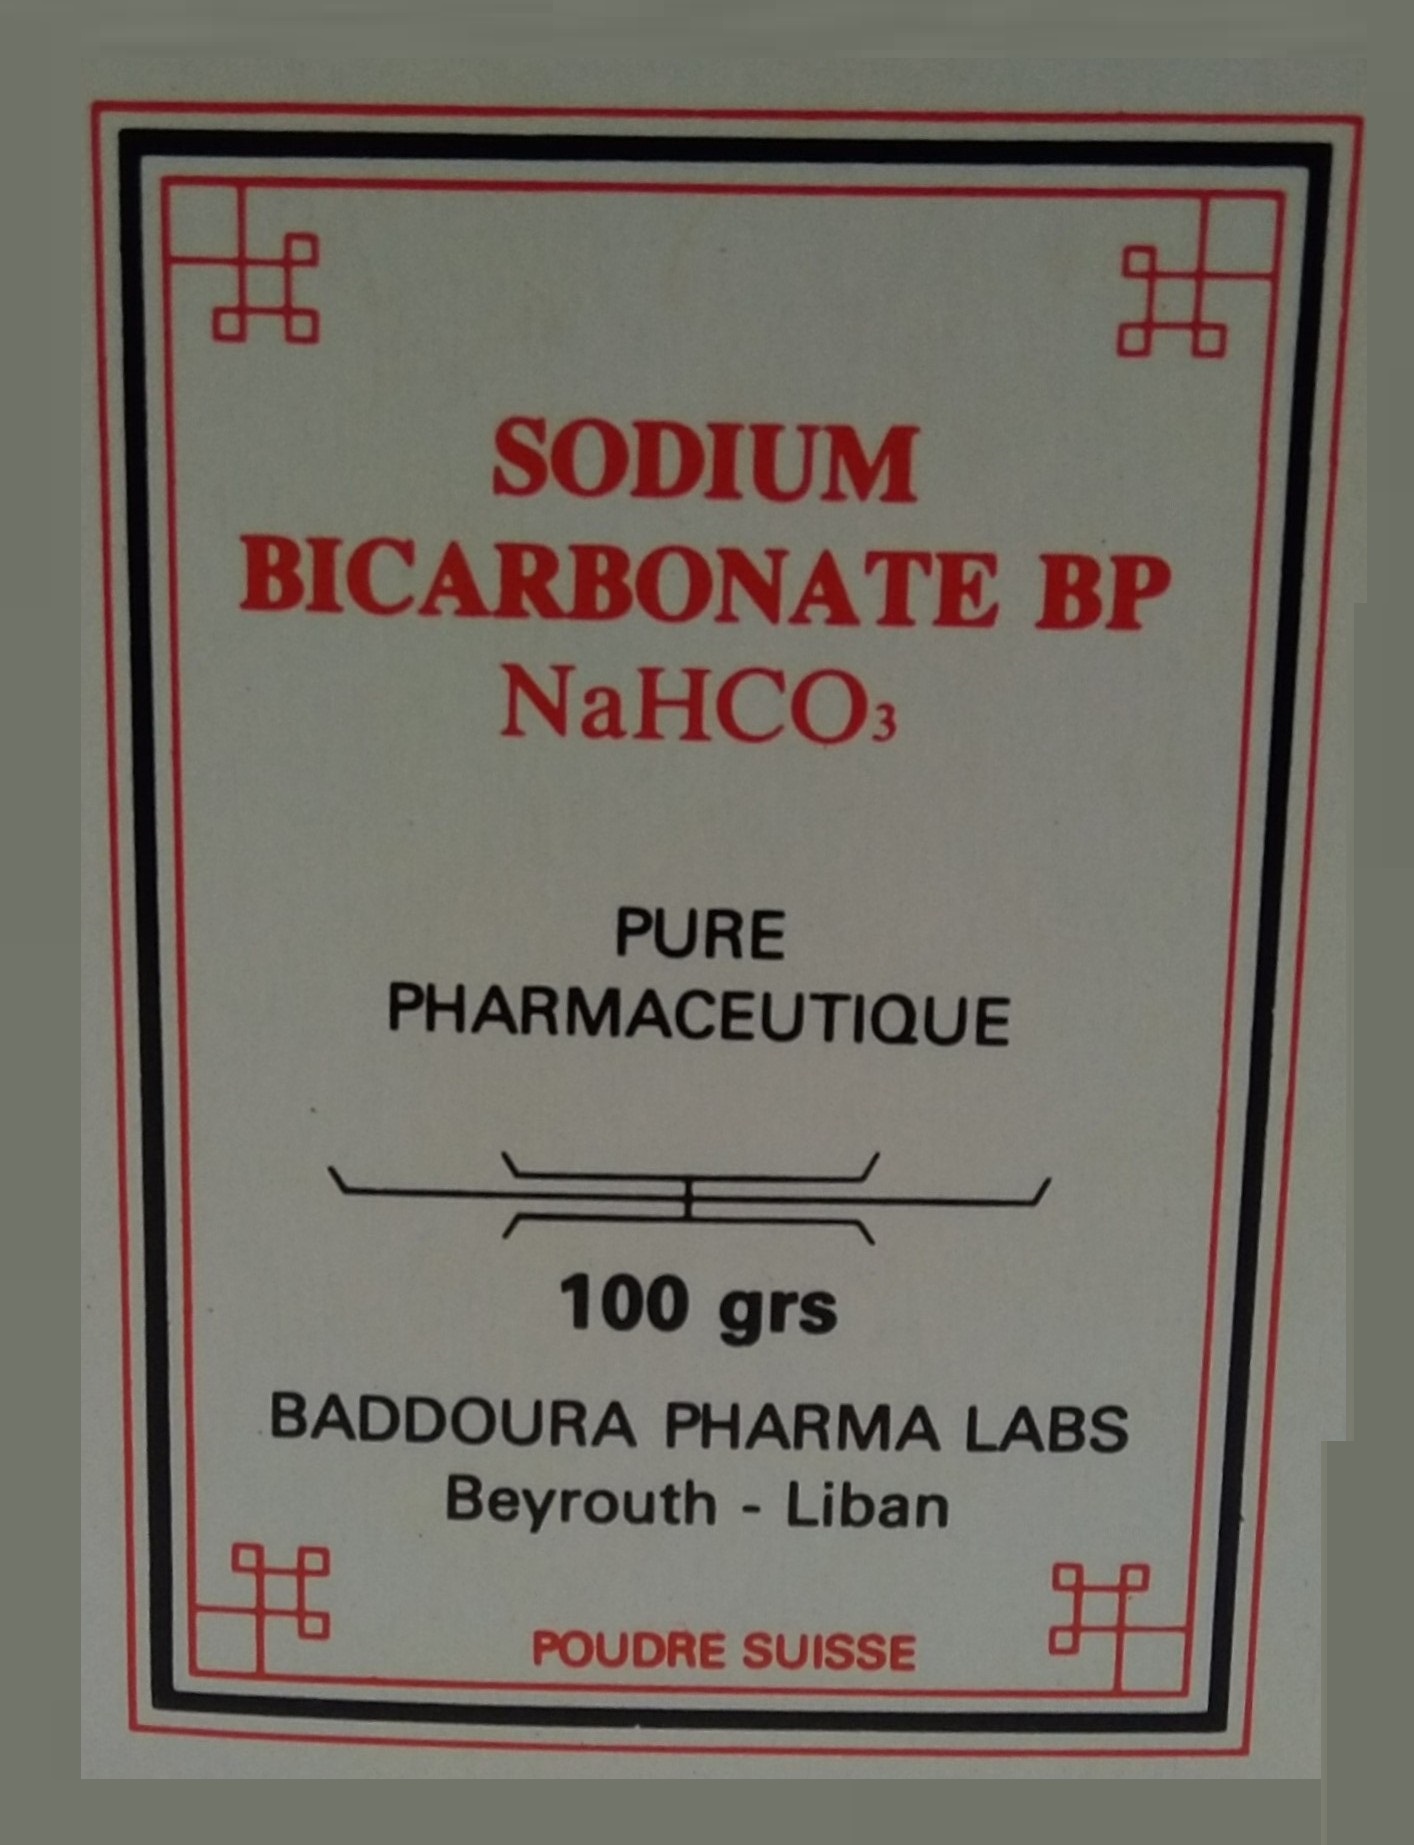 SODIUM
BICARBONATE BP
NaHCO₃
PURE
PHARMACEUTIQUE
100 grs
BADDOURA PHARMA LABS
Beyrouth - Liban
POUDRE SUISSE